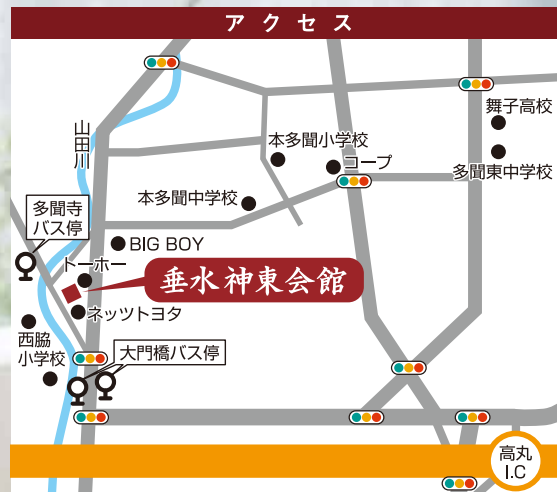 アクセス
舞子高校
山田川
本多聞小学校
コープ
多聞東中学校
多聞寺
バス停
本多聞中学校
BIG BOY
トーホー
垂水神東会館
ネッツトヨタ
西脇
小学校
大門橋バス停
高丸
I.C